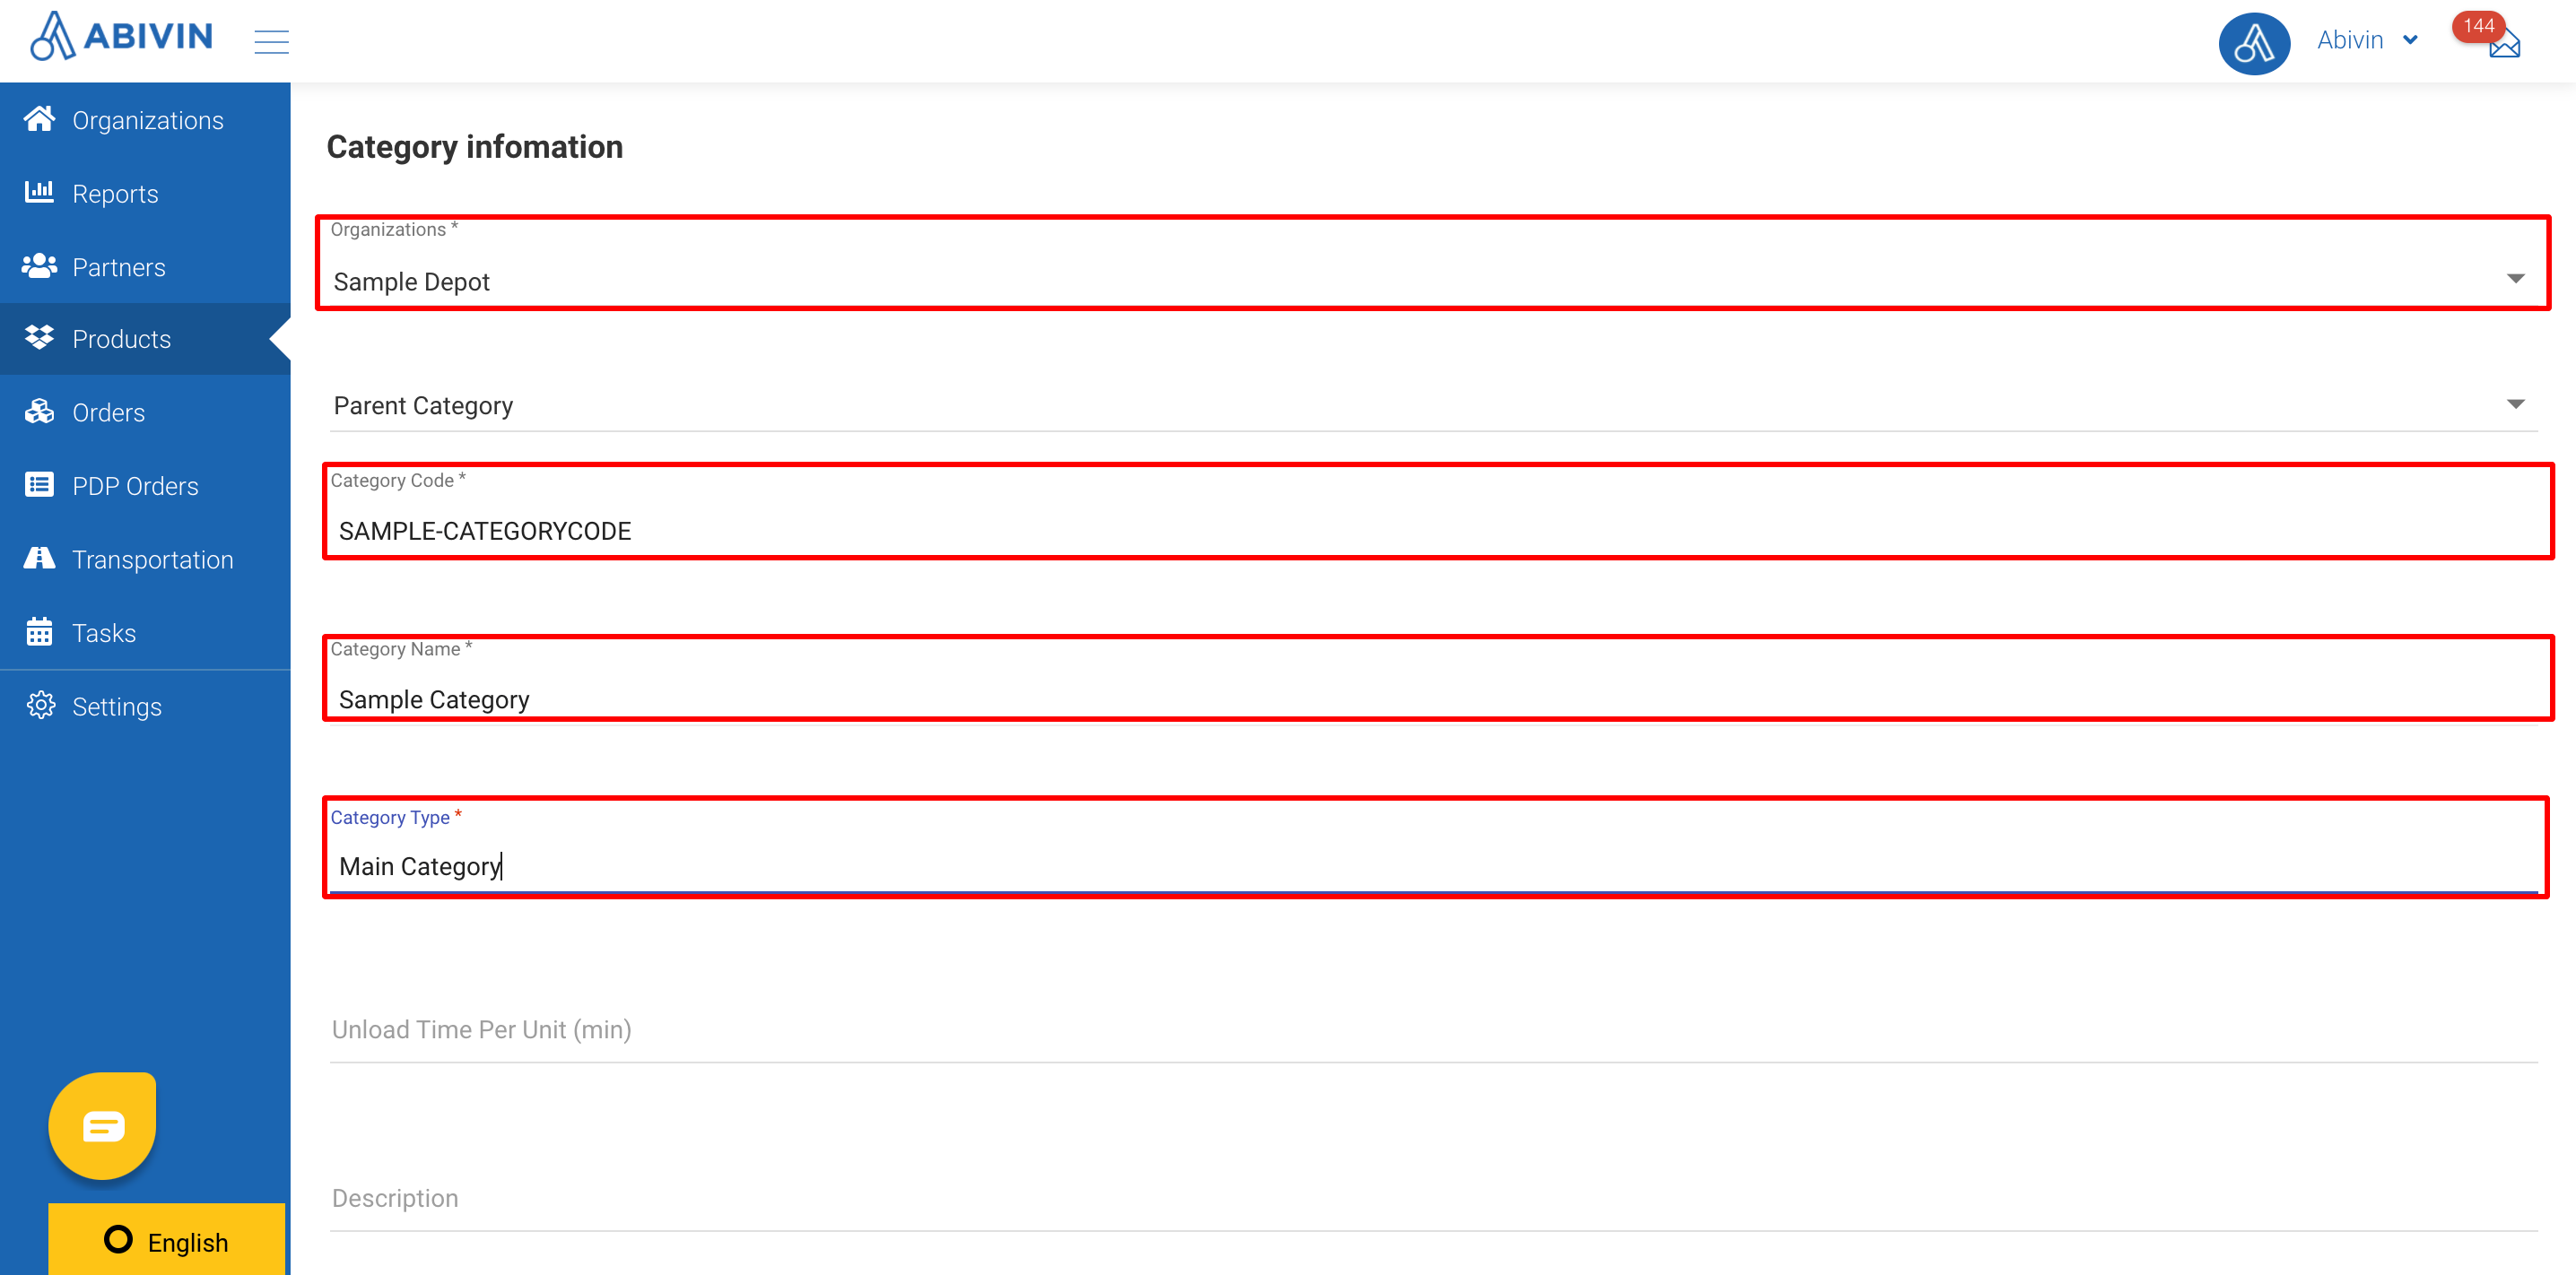 ABIVIN
Abivin
144
Organizations
Reports
Partners
Products
Orders
PDP Orders
Transportation
Tasks
Settings
English
Category infomation
Organizations *
Sample Depot
Parent Category
Category Code *
SAMPLE-CATEGORYCODE
Category Name *
Sample Category
Category Type *
Main Category
Unload Time Per Unit (min)
Description